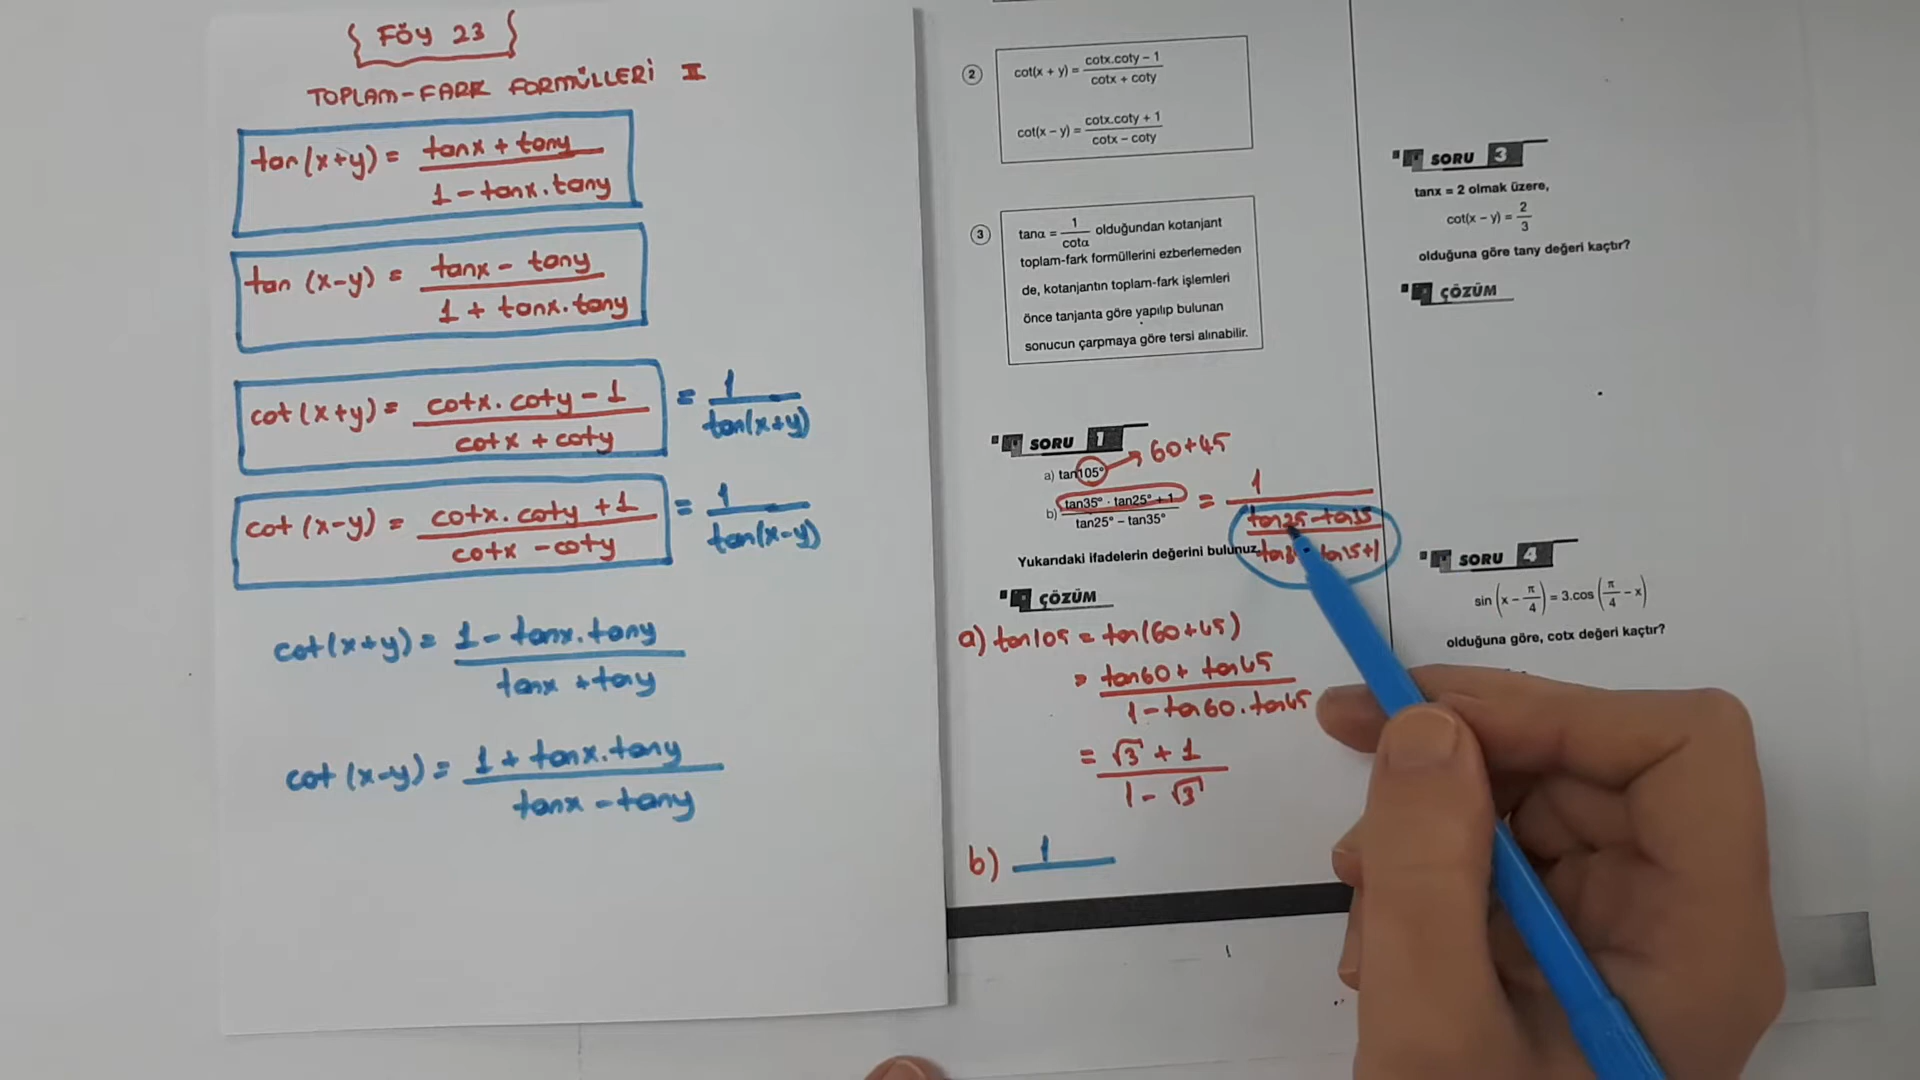 Föy 23
TOPLAM-FARK FORMÜLLERİ II
tan(x+y) = tanx + tany / 1 - tanx.tany
tan(x-y) = tanx - tany / 1 + tanx.tany
cot(x+y) = cotx.coty - 1 / cotx + coty = 1 / tan(x+y)
cot(x-y) = cotx.coty + 1 / cotx - coty = 1 / tan(x-y)
cot(x+y) = 1 - tanx.tany / tanx + tany
cot(x-y) = 1 + tanx.tany / tanx - tany
2
cot(x + y) = cotx.coty - 1 / cotx + coty
cot(x - y) = cotx.coty + 1 / cotx - coty
3
tanα = 1 / cotα olduğundan kotanjant
toplam-fark formüllerini ezberlemeden
de, kotanjantın toplam-fark işlemleri
önce tanjanta göre yapılıp bulunan
sonucun çarpmaya göre tersi alınabilir.
SORU 1
a) tan105° 60+45
b) tan35° · tan25° + 1 / tan25° - tan35° = 1 / tan25 - tan35
Yukarıdaki ifadelerin değerini bulunuz.
ÇÖZÜM
a) tan105 = tan(60+45)
= tan60 + tan45 / 1 - tan60.tan45
= √3 + 1 / 1 - √3
b) 1
1
SORU 3
tanx = 2 olmak üzere,
cot(x - y) = 2/3
olduğuna göre tany değeri kaçtır?
ÇÖZÜM
SORU 4
sin(x - π/4) = 3.cos(π/4 - x)
olduğuna göre, cotx değeri kaçtır?